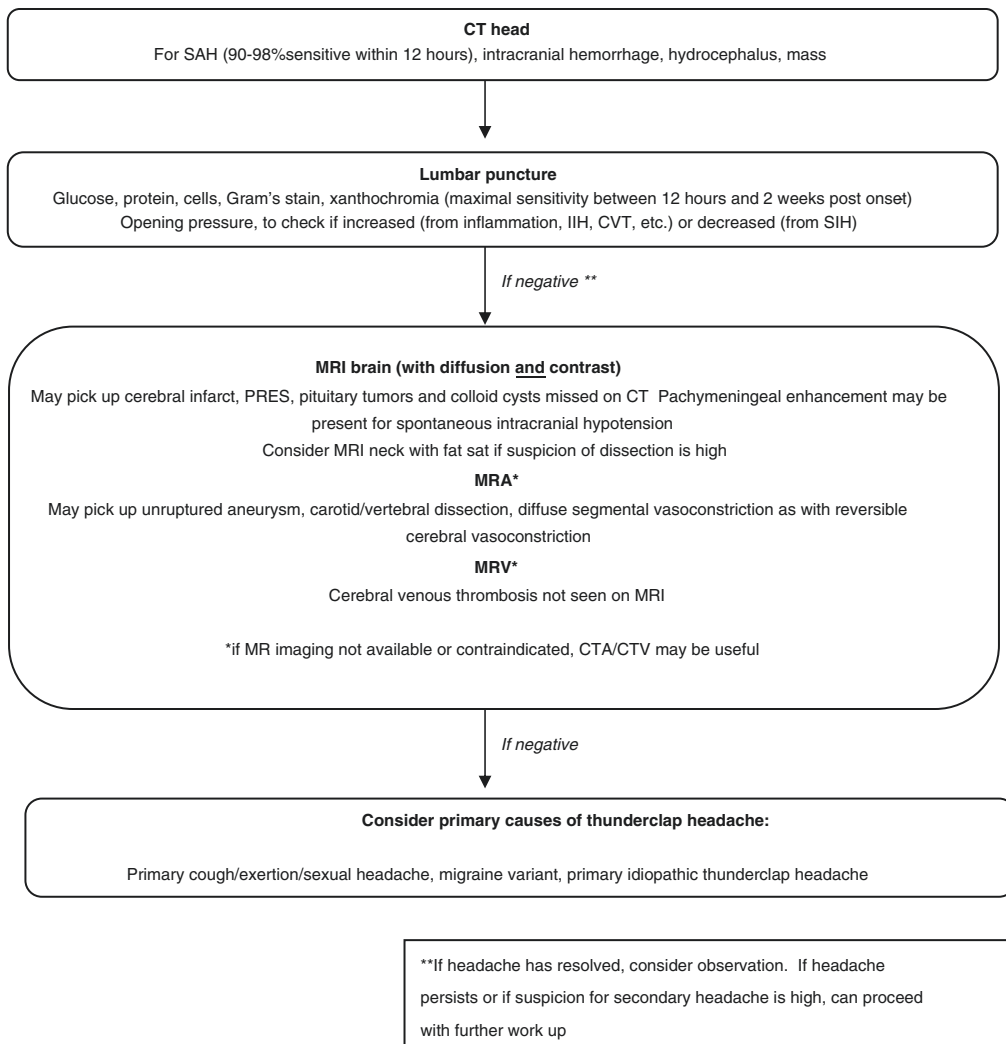 CT head
For SAH (90-98%sensitive within 12 hours), intracranial hemorrhage, hydrocephalus, mass
Lumbar puncture
Glucose, protein, cells, Gram's stain, xanthochromia (maximal sensitivity between 12 hours and 2 weeks post onset)
Opening pressure, to check if increased (from inflammation, IIH, CVT, etc.) or decreased (from SIH)
If negative **
MRI brain (with diffusion and contrast)
May pick up cerebral infarct, PRES, pituitary tumors and colloid cysts missed on CT Pachymeningeal enhancement may be
present for spontaneous intracranial hypotension
Consider MRI neck with fat sat if suspicion of dissection is high
MRA*
May pick up unruptured aneurysm, carotid/vertebral dissection, diffuse segmental vasoconstriction as with reversible
cerebral vasoconstriction
MRV*
Cerebral venous thrombosis not seen on MRI
*if MR imaging not available or contraindicated, CTA/CTV may be useful
If negative
Consider primary causes of thunderclap headache:
Primary cough/exertion/sexual headache, migraine variant, primary idiopathic thunderclap headache
**If headache has resolved, consider observation. If headache
persists or if suspicion for secondary headache is high, can proceed
with further work up